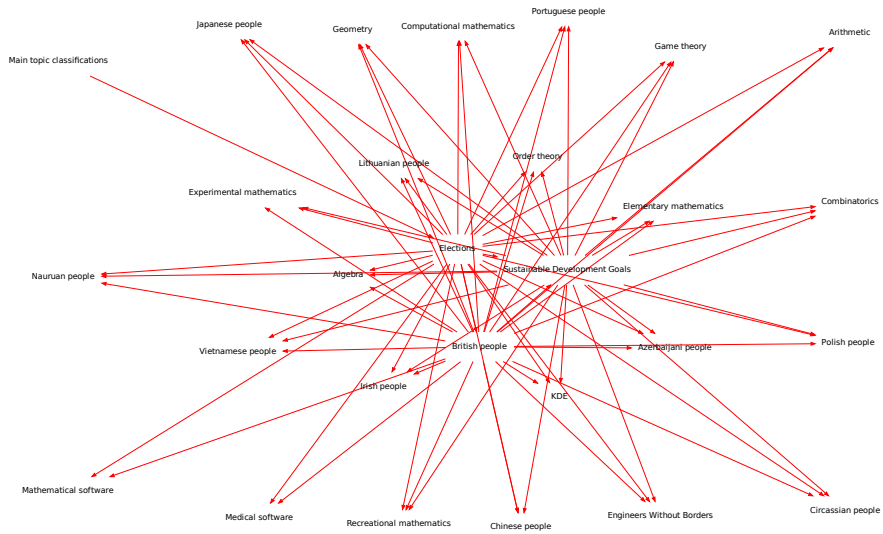 Portuguese people
Japanese people
Computational mathematics
Geometry
Arithmetic
Game theory
Main topic classifications
Order theory
Lithuanian people
Experimental mathematics
Combinatorics
Elementary mathematics
Elections
Sustainable Development Goals
Algebra
Nauruan people
Polish people
British people
Azerbaijani people
Vietnamese people
Irish people
KDE
Mathematical software
Circassian people
Engineers Without Borders
Medical software
Recreational mathematics
Chinese people